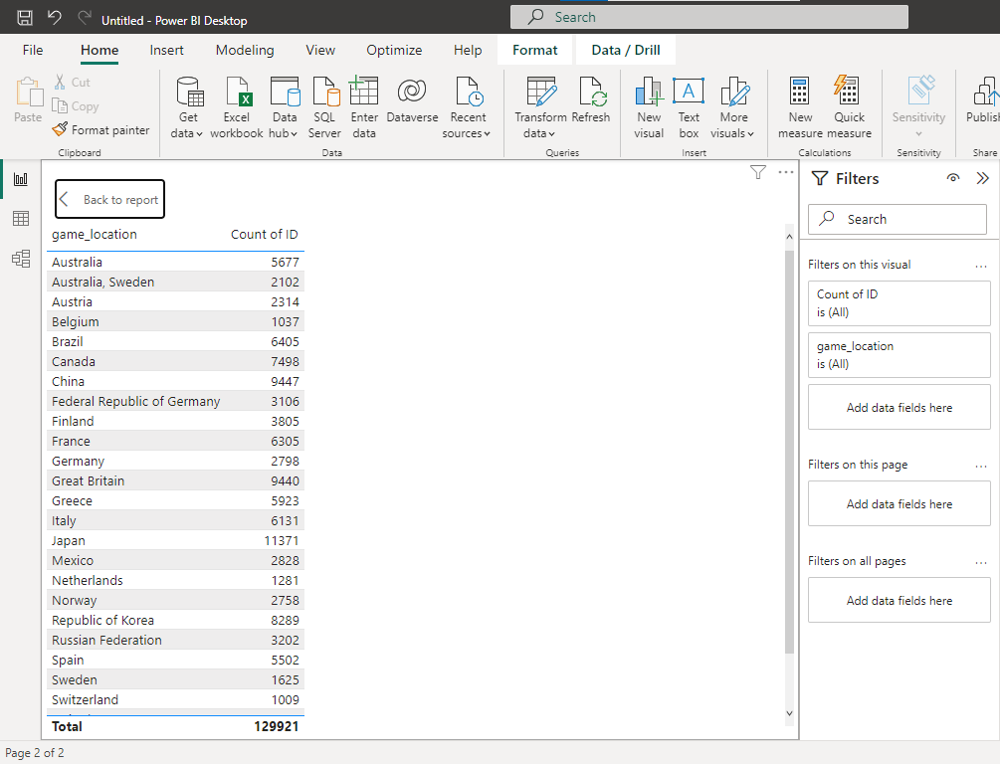 Untitled - Power BI Desktop
Search
File Home Insert Modeling View Optimize Help Format Data / Drill
Paste
Cut
Copy
Format painter
Clipboard
Get data
Excel workbook
Data hub
SQL Server
Enter data
Dataverse
Recent sources
Data
Transform data
Refresh
Queries
New visual
Text box
More visuals
Insert
New measure
Quick measure
Calculations
Sensitivity
Sensitivity
Share
Back to report
game_location Count of ID
Australia 5677
Australia, Sweden 2102
Austria 2314
Belgium 1037
Brazil 6405
Canada 7498
China 9447
Federal Republic of Germany 3106
Finland 3805
France 6305
Germany 2798
Great Britain 9440
Greece 5923
Italy 6131
Japan 11371
Mexico 2828
Netherlands 1281
Norway 2758
Republic of Korea 8289
Russian Federation 3202
Spain 5502
Sweden 1625
Switzerland 1009
Total 129921
Filters
Search
Filters on this visual
Count of ID
is (All)
game_location
is (All)
Add data fields here
Filters on this page
Add data fields here
Filters on all pages
Add data fields here
Page 2 of 2